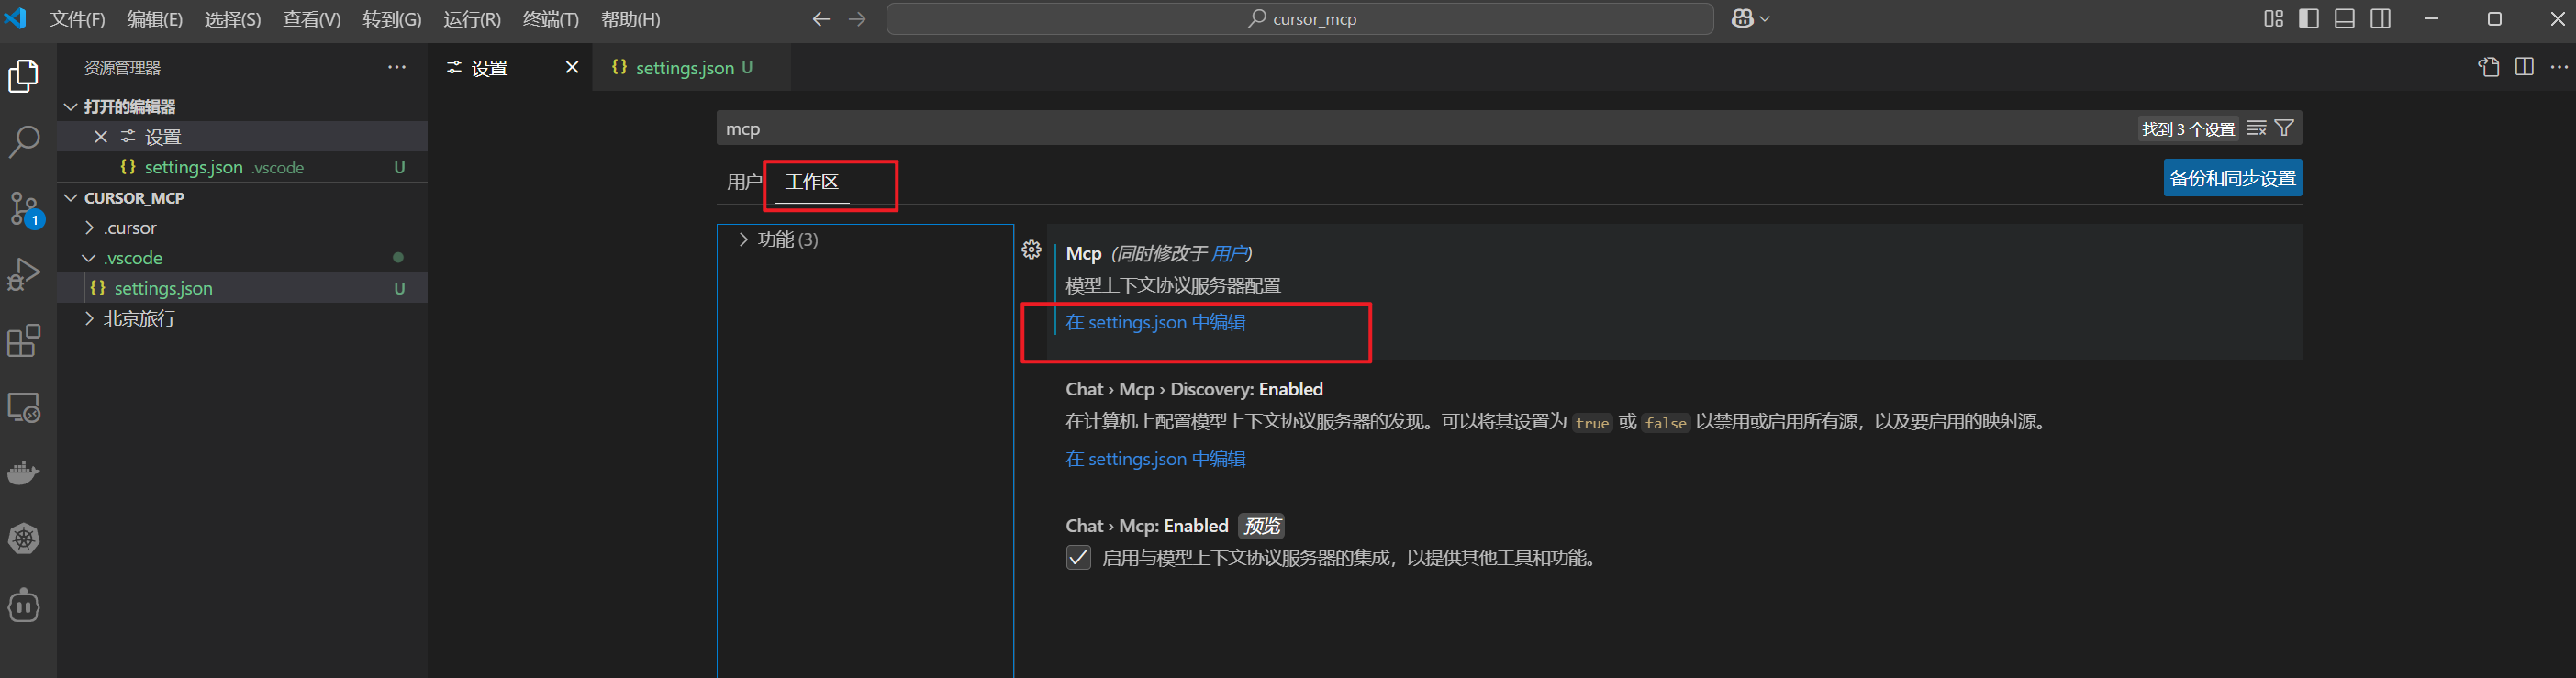 文件(F) 编辑(E) 选择(S) 查看(V) 转到(G) 运行(R) 终端(T) 帮助(H) cursor_mcp
资源管理器
设置
{} settings.json U
打开的编辑器
设置
{} settings.json .vscode U
CURSOR_MCP
.cursor
.vscode
{} settings.json U
北京旅行
1
mcp
找到 3 个设置
用户 工作区
备份和同步设置
功能 (3)
Mcp (同时修改于 用户)
模型上下文协议服务器配置
在 settings.json 中编辑
Chat › Mcp › Discovery: Enabled
在计算机上配置模型上下文协议服务器的发现。可以将其设置为 true 或 false 以禁用或启用所有源，以及要启用的映射源。
在 settings.json 中编辑
Chat › Mcp: Enabled 预览
启用与模型上下文协议服务器的集成，以提供其他工具和功能。